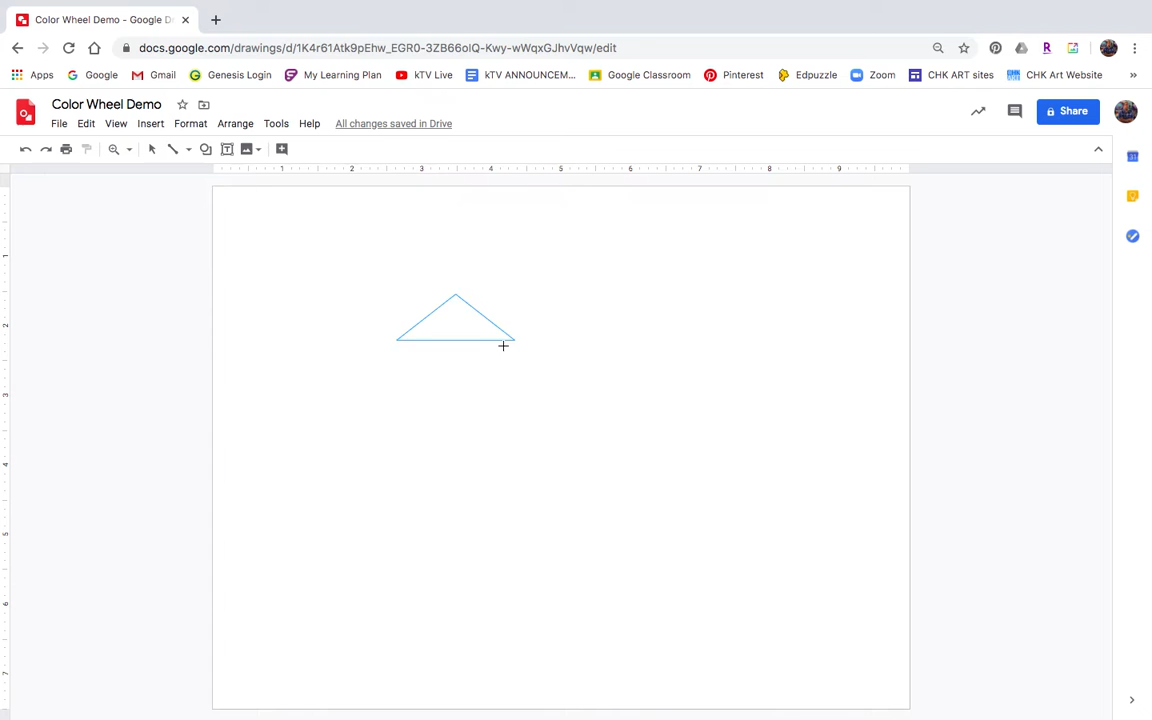 Color Wheel Demo - Google D
docs.google.com/drawings/d/1K4r61Atk9pEhw_EGR0-3ZB66oIQ-Kwy-wWqxGJhvVqw/edit
Apps Google Gmail Genesis Login My Learning Plan kTV Live kTV ANNOUNCEM... Google Classroom Pinterest Edpuzzle Zoom CHK ART sites CHK Art Website »
Color Wheel Demo
Share
File Edit View Insert Format Arrange Tools Help All changes saved in Drive
1 2 3 4 5 6 7 8 9
1
2
3
4
5
6
7